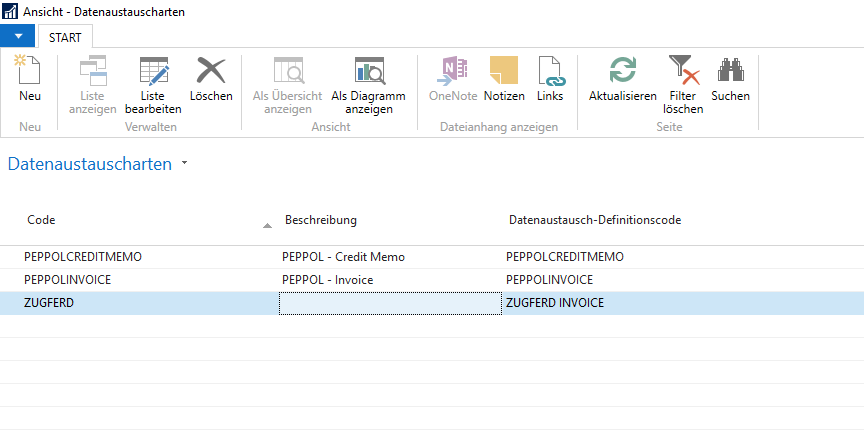 Ansicht - Datenaustauscharten
START
Neu
Liste anzeigen
Liste bearbeiten
Löschen
Als Übersicht anzeigen
Als Diagramm anzeigen
OneNote
Notizen
Links
Aktualisieren
Filter löschen
Suchen
Neu
Verwalten
Ansicht
Dateianhang anzeigen
Seite
Datenaustauscharten
Code Beschreibung Datenaustausch-Definitionscode
PEPPOLCREDITMEMO PEPPOL - Credit Memo PEPPOLCREDITMEMO
PEPPOLINVOICE PEPPOL - Invoice PEPPOLINVOICE
ZUGFERD ZUGFERD INVOICE